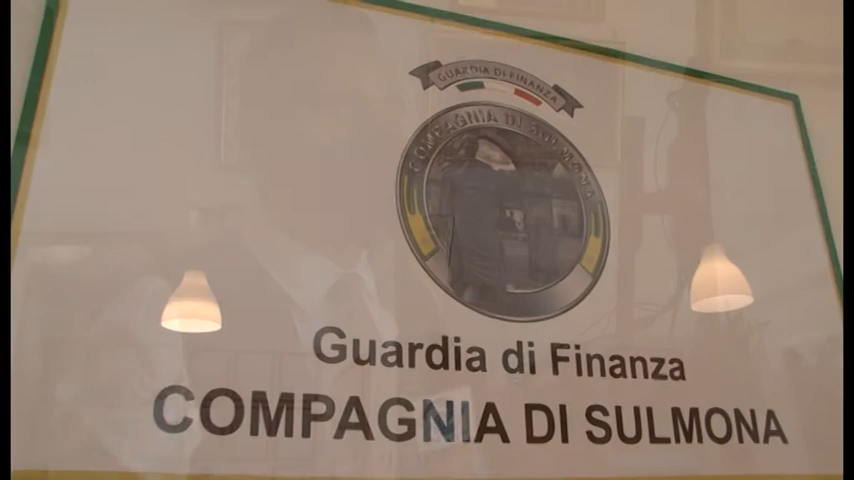 GUARDIA DI FINANZA
COMPAGNIA DI SULMONA
Guardia di Finanza
COMPAGNIA DI SULMONA